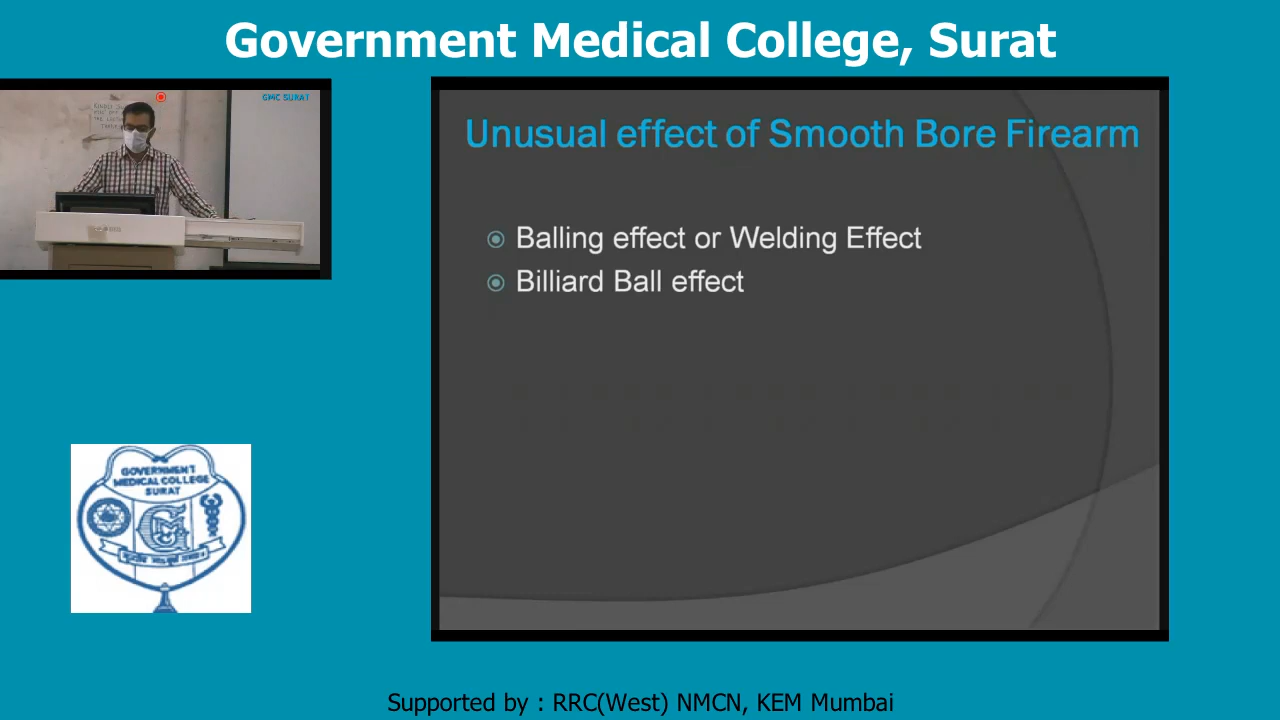 Government Medical College, Surat
GMC SURAT
Unusual effect of Smooth Bore Firearm
Balling effect or Welding Effect
Billiard Ball effect
GOVERNMENT
MEDICAL COLLEGE
SURAT
Supported by : RRC(West) NMCN, KEM Mumbai